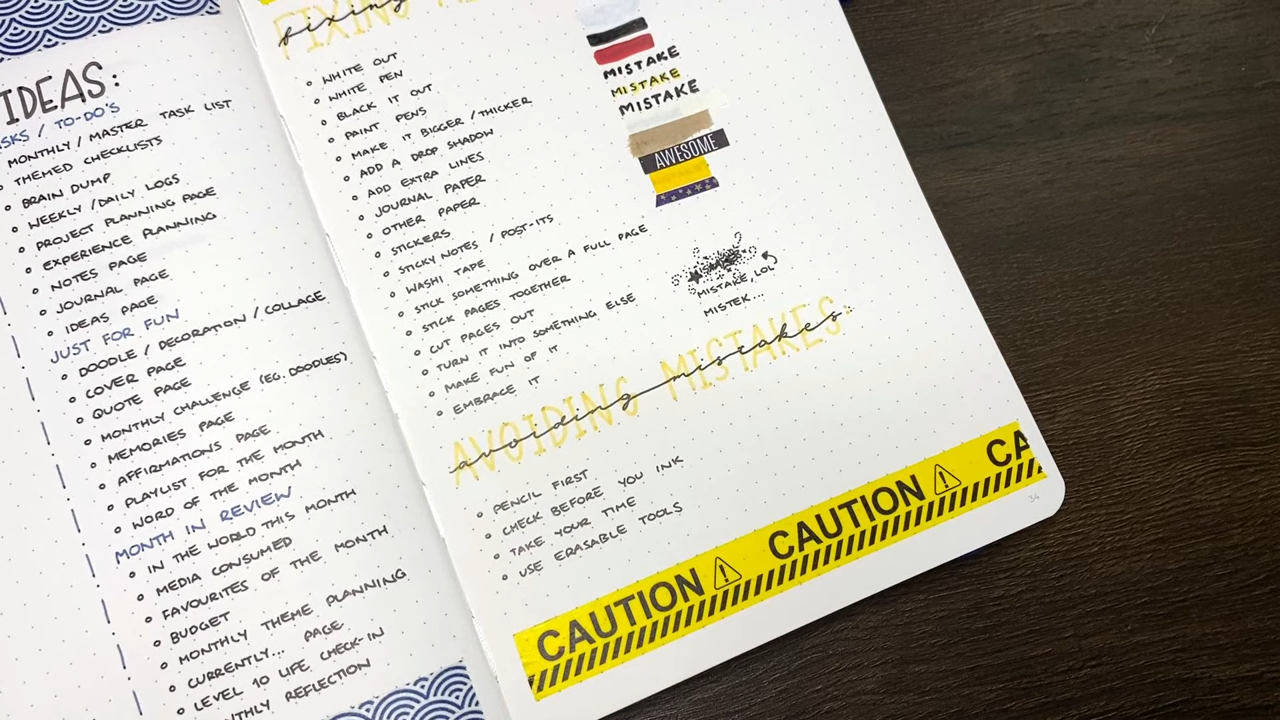 IDEAS:
TASKS / TO-DO'S
MONTHLY / MASTER TASK LIST
THEMED CHECKLISTS
BRAIN DUMP
WEEKLY / DAILY LOGS
PROJECT PLANNING PAGE
EXPERIENCE PLANNING
NOTES PAGE
JOURNAL PAGE
IDEAS PAGE
JUST FOR FUN
DOODLE / DECORATION / COLLAGE
COVER PAGE
QUOTE PAGE
MONTHLY CHALLENGE (EG. DOODLES)
MEMORIES PAGE
AFFIRMATIONS PAGE
PLAYLIST FOR THE MONTH
WORD OF THE MONTH
MONTH IN REVIEW
IN THE WORLD THIS MONTH
MEDIA CONSUMED
FAVOURITES OF THE MONTH
BUDGET
MONTHLY THEME PLANNING
CURRENTLY... PAGE
LEVEL 10 LIFE CHECK-IN
MONTHLY REFLECTION
FIXING
fixing
WHITE OUT
WHITE PEN
BLACK IT OUT
PAINT PENS
MAKE IT BIGGER / THICKER
ADD A DROP SHADOW
ADD EXTRA LINES
JOURNAL PAPER
OTHER PAPER
STICKERS
STICKY NOTES / POST-ITS
WASHI TAPE
STICK SOMETHING OVER A FULL PAGE
STICK PAGES TOGETHER
CUT PAGES OUT
TURN IT INTO SOMETHING ELSE
MAKE FUN OF IT
EMBRACE IT
MISTAKE
MISTAKE
MISTAKE
AWESOME
MISTAKE, LOL
MISTEK...
AVOIDING MISTAKES:
avoiding mistakes:
PENCIL FIRST
CHECK BEFORE YOU INK
TAKE YOUR TIME
USE ERASABLE TOOLS
CAUTION CAUTION CA
34